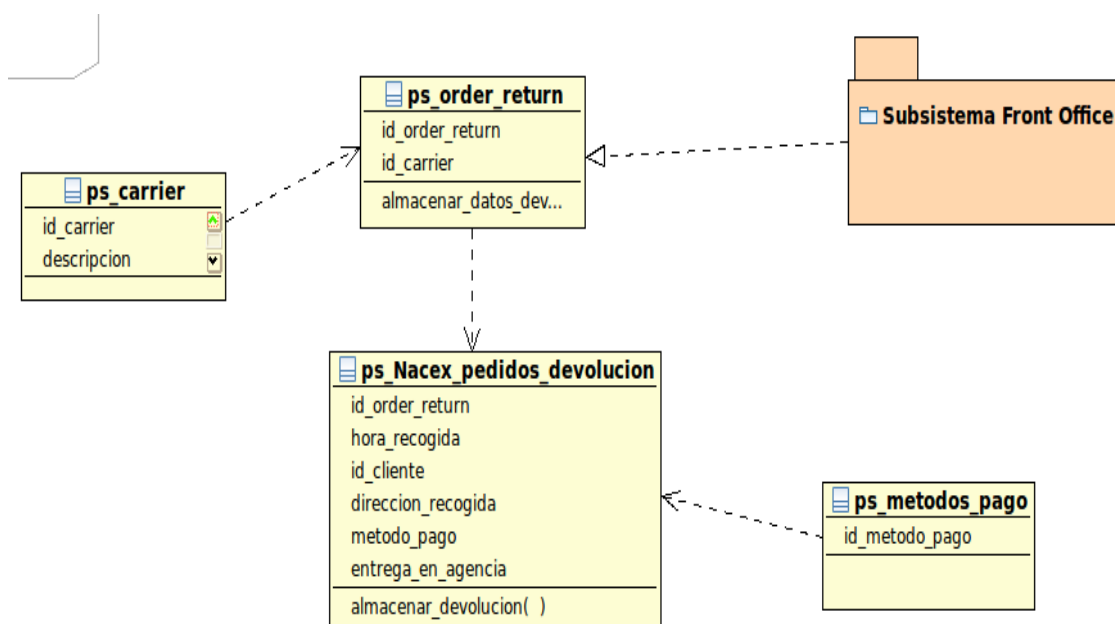 ps_order_return
id_order_return
id_carrier
almacenar_datos_dev...
Subsistema Front Office
ps_carrier
id_carrier
descripcion
ps_Nacex_pedidos_devolucion
id_order_return
hora_recogida
id_cliente
direccion_recogida
metodo_pago
entrega_en_agencia
almacenar_devolucion( )
ps_metodos_pago
id_metodo_pago